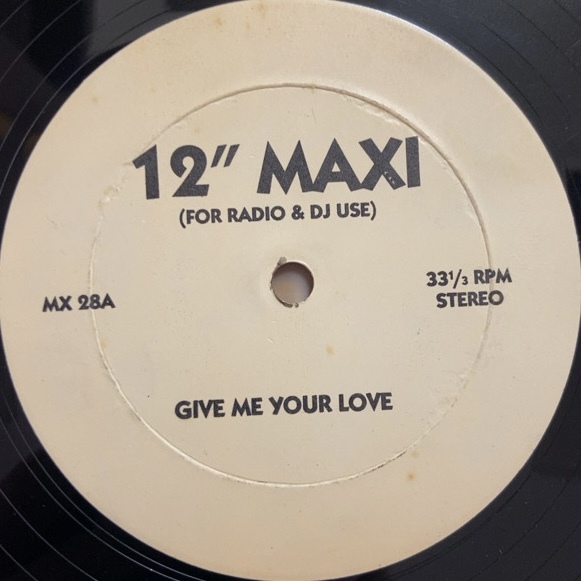 12" MAXI
(FOR RADIO & DJ USE)
MX 28A
33⅓ RPM
STEREO
GIVE ME YOUR LOVE